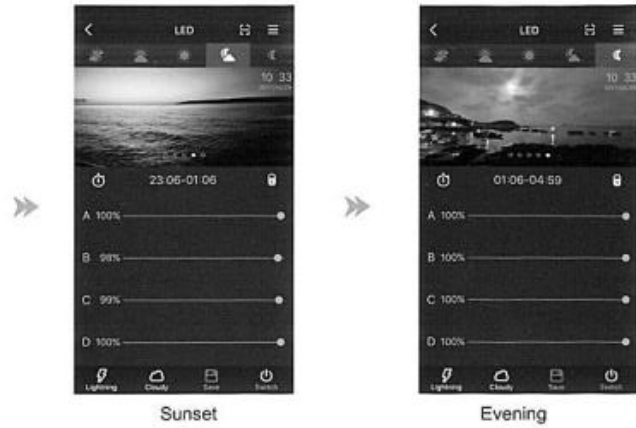 LED
10 33
23:06-01:06
A 100%
B 98%
C 99%
D 100%
Lightning Cloudy Save Switch
Sunset
LED
10 33
01:06-04:59
A 100%
B 100%
C 100%
D 100%
Lightning Cloudy Save Switch
Evening